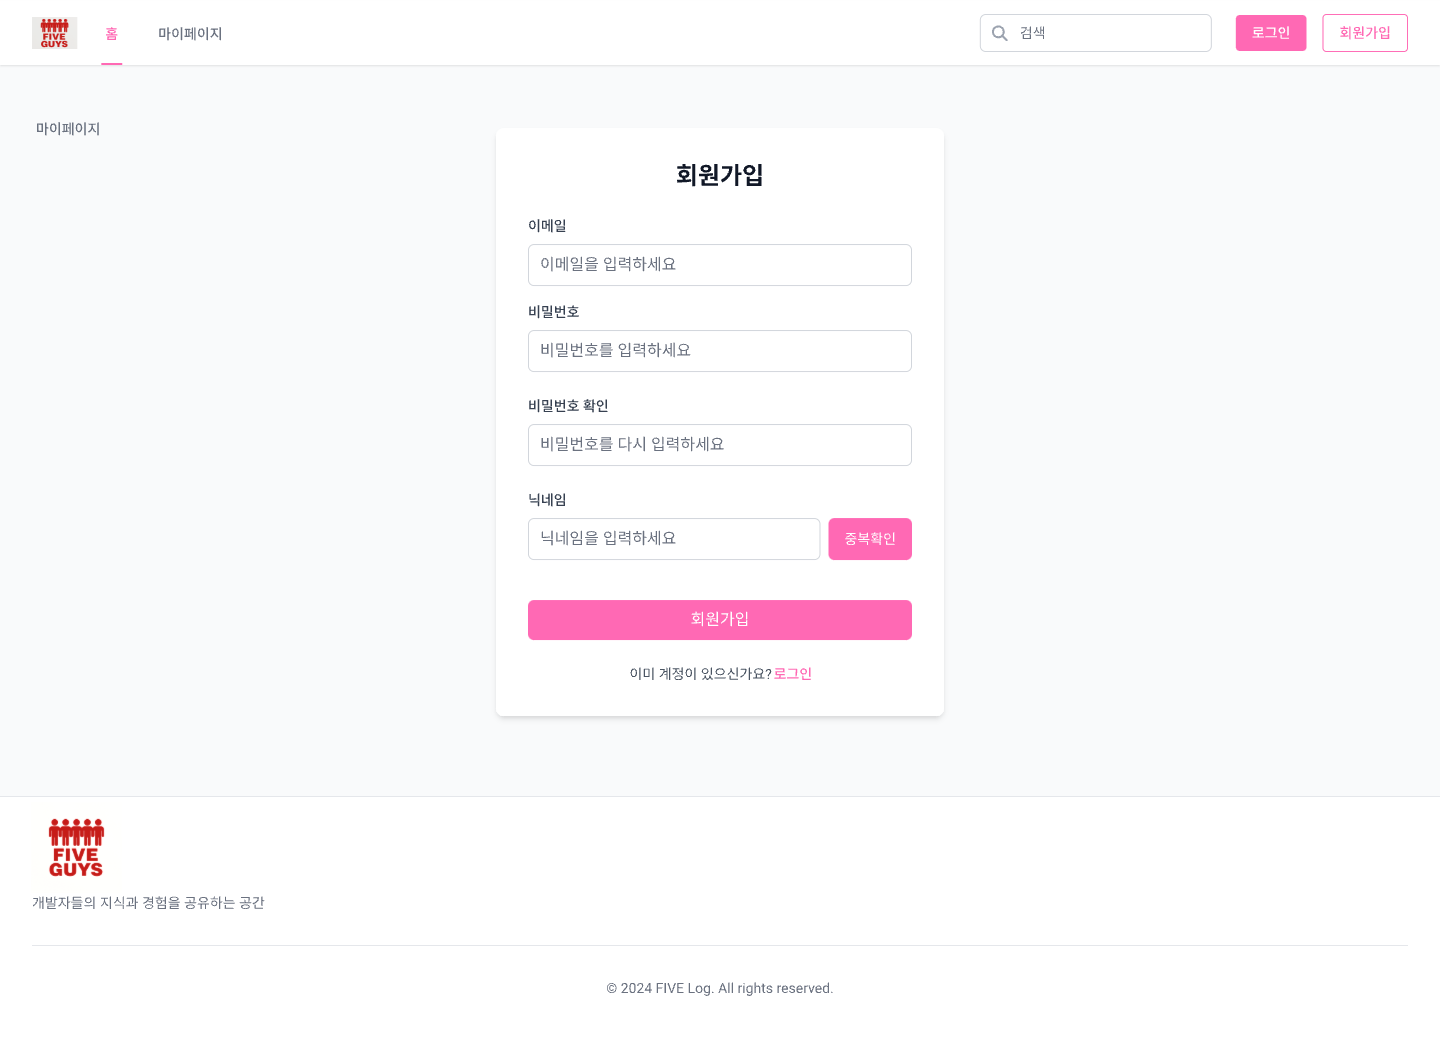 FIVE
GUYS
홈
마이페이지
검색
로그인
회원가입
마이페이지
회원가입
이메일
이메일을 입력하세요
비밀번호
비밀번호를 입력하세요
비밀번호 확인
비밀번호를 다시 입력하세요
닉네임
닉네임을 입력하세요
중복확인
회원가입
이미 계정이 있으신가요? 로그인
FIVE
GUYS
개발자들의 지식과 경험을 공유하는 공간
© 2024 FIVE Log. All rights reserved.